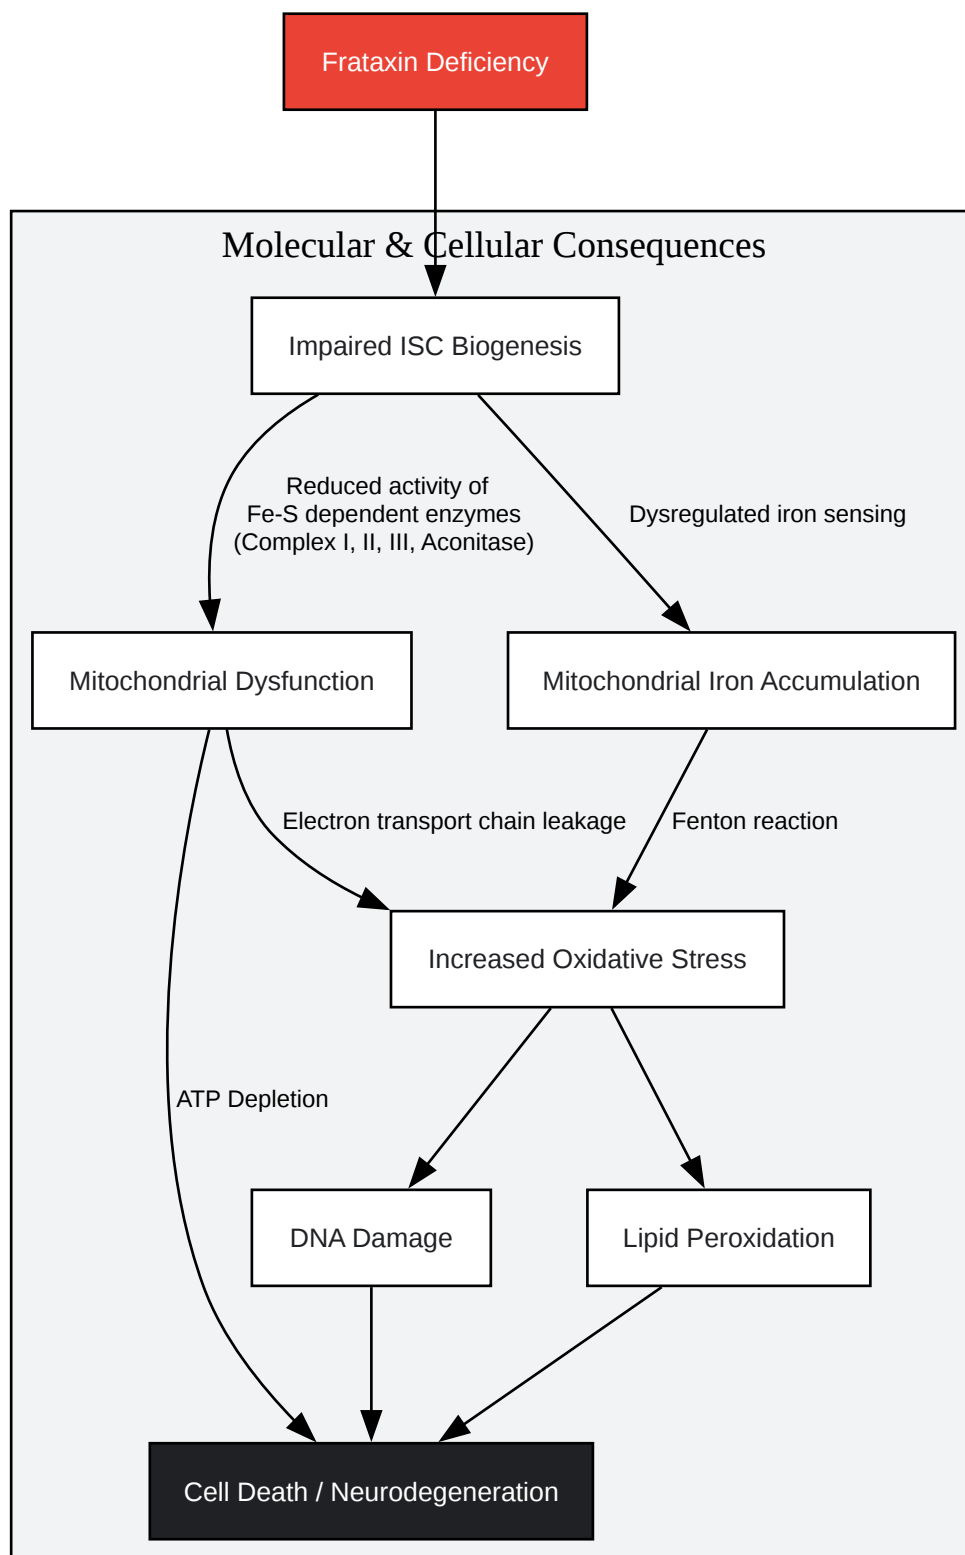 Frataxin Deficiency
Molecular & Cellular Consequences
Impaired ISC Biogenesis
Reduced activity of
Fe-S dependent enzymes
(Complex I, II, III, Aconitase)
Dysregulated iron sensing
Mitochondrial Dysfunction
Mitochondrial Iron Accumulation
Electron transport chain leakage
Fenton reaction
Increased Oxidative Stress
ATP Depletion
DNA Damage
Lipid Peroxidation
Cell Death / Neurodegeneration